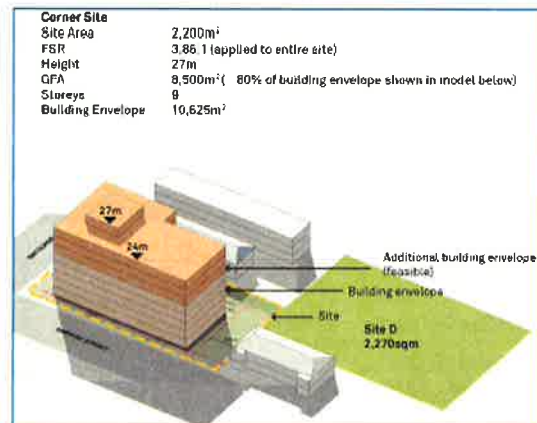 Corner Site
Site Area 2,200m²
FSR 3.86.1 (applied to entire site)
Height 27m
GFA 8,500m² ( 80% of building envelope shown in model below)
Storeys 9
Building Envelope 10,625m²
27m
24m
Additional building envelope
(feasible)
Building envelope
Site
Site D
2,270sqm